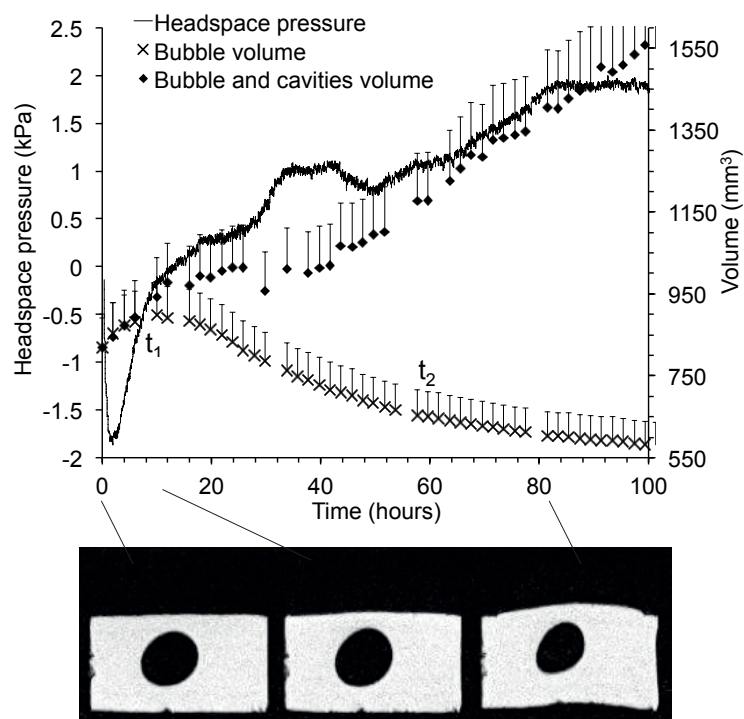 Headspace pressure
Bubble volume
Bubble and cavities volume
Headspace pressure (kPa)
2.5
2
1.5
1
0.5
0
-0.5
-1
-1.5
-2
t1
t2
1550
1350
1150
950
750
550
Volume (mm³)
0 20 40 60 80 100
Time (hours)